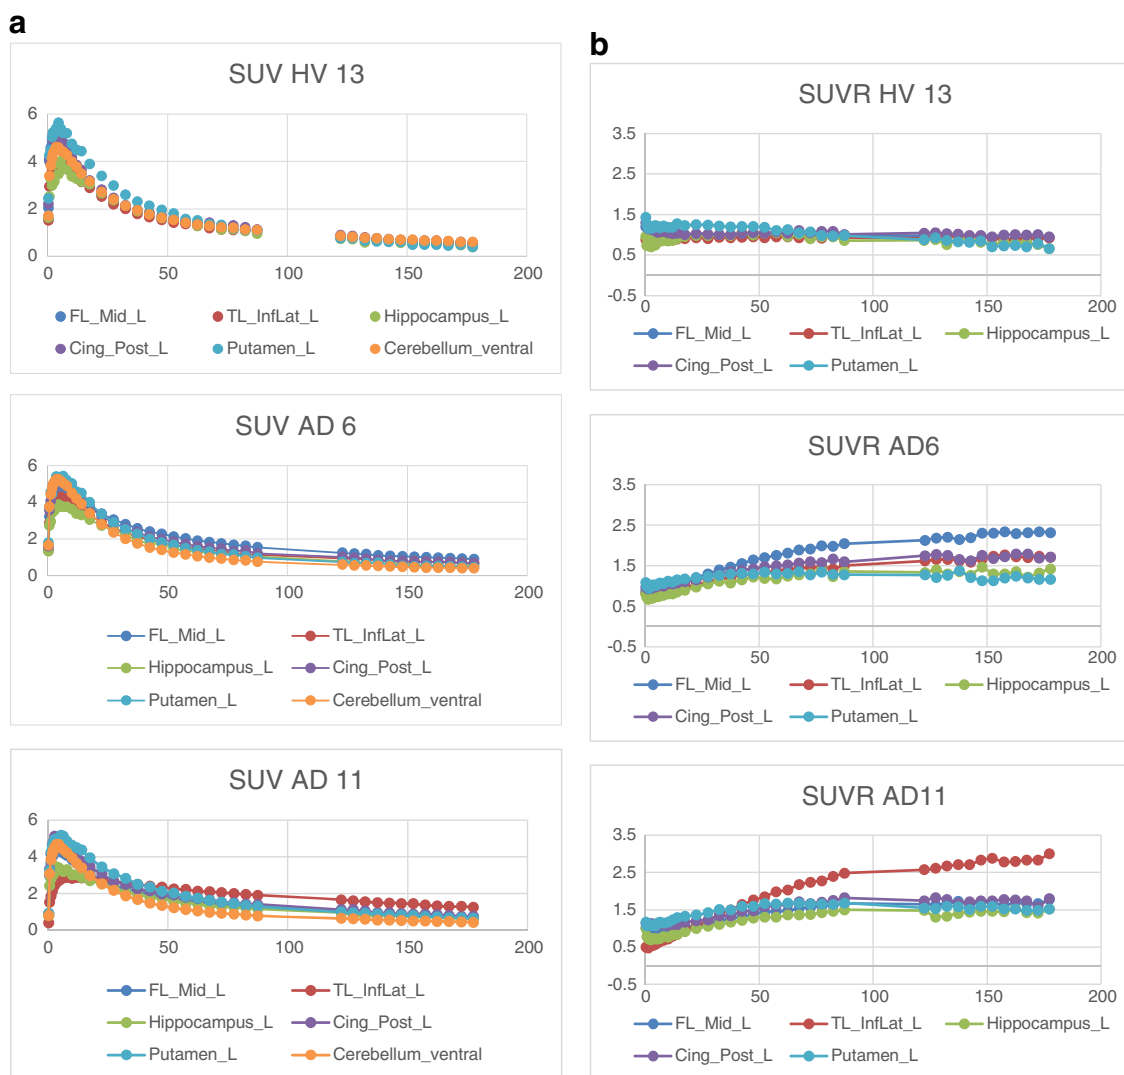 a
SUV HV 13
6
4
2
0
0 50 100 150 200
FL_Mid_L TL_InfLat_L Hippocampus_L
Cing_Post_L Putamen_L Cerebellum_ventral
SUV AD 6
6
4
2
0
0 50 100 150 200
FL_Mid_L TL_InfLat_L
Hippocampus_L Cing_Post_L
Putamen_L Cerebellum_ventral
SUV AD 11
6
4
2
0
0 50 100 150 200
FL_Mid_L TL_InfLat_L
Hippocampus_L Cing_Post_L
Putamen_L Cerebellum_ventral
b
SUVR HV 13
3.5
2.5
1.5
0.5
-0.5
0 50 100 150 200
FL_Mid_L TL_InfLat_L Hippocampus_L
Cing_Post_L Putamen_L
SUVR AD6
3.5
2.5
1.5
0.5
-0.5
0 50 100 150 200
FL_Mid_L TL_InfLat_L Hippocampus_L
Cing_Post_L Putamen_L
SUVR AD11
3.5
2.5
1.5
0.5
-0.5
0 50 100 150 200
FL_Mid_L TL_InfLat_L Hippocampus_L
Cing_Post_L Putamen_L